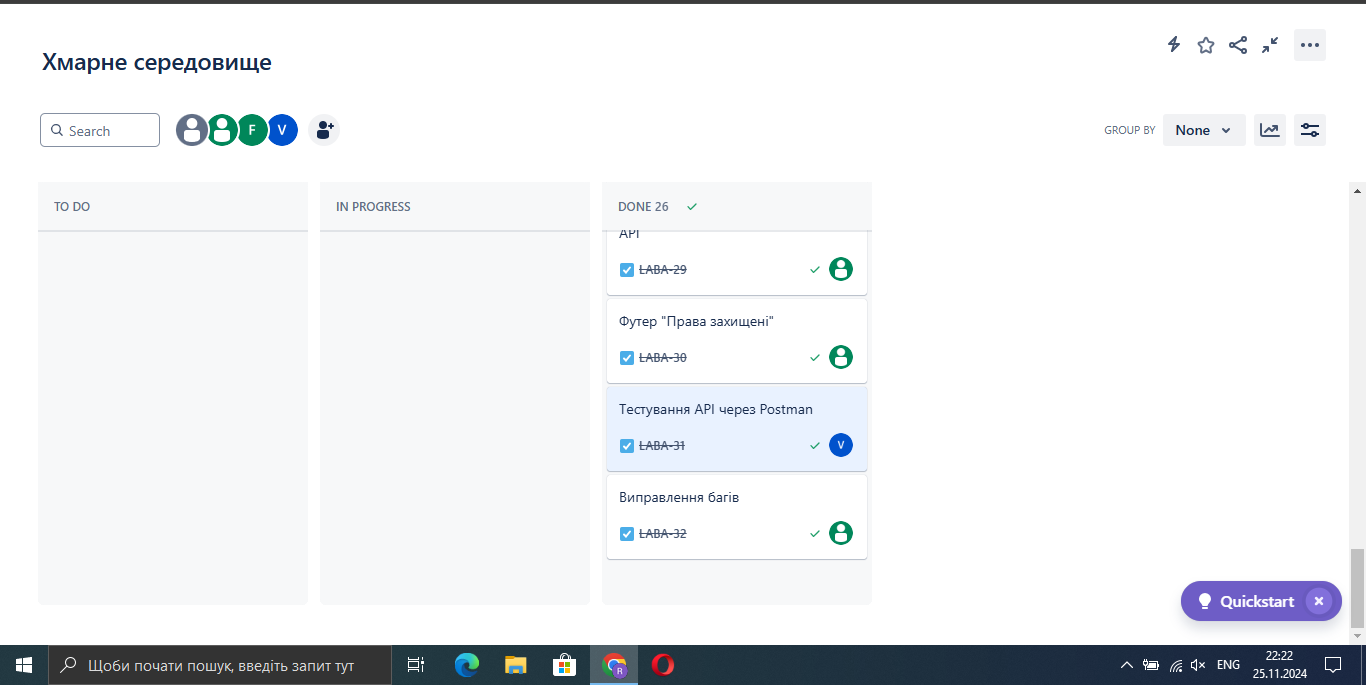 Хмарне середовище
Search
F
V
GROUP BY
None
TO DO
IN PROGRESS
DONE 26
API
LABA-29
Футер "Права захищені"
LABA-30
Тестування API через Postman
LABA-31
V
Виправлення багів
LABA-32
Quickstart
Щоби почати пошук, введіть запит тут
R
ENG
22:22
25.11.2024